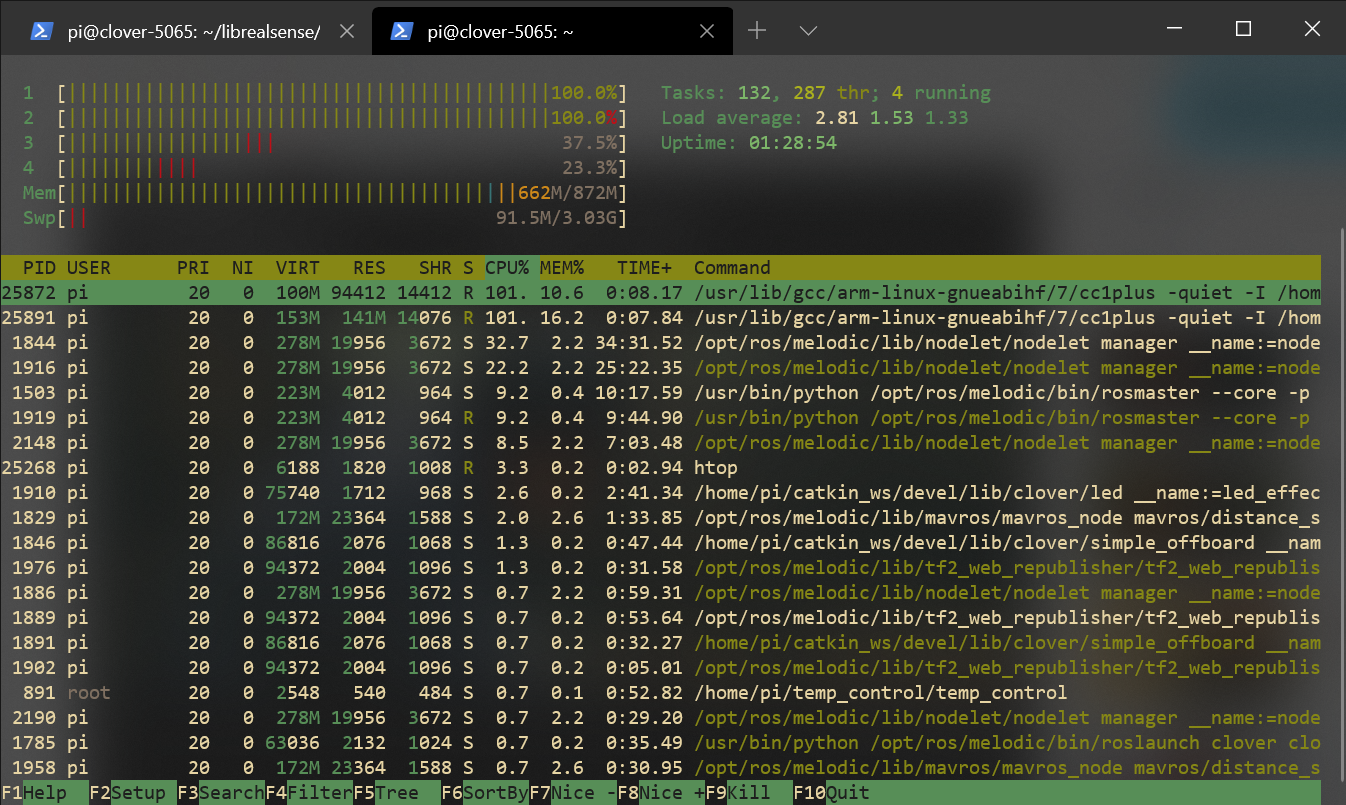 pi@clover-5065: ~/librealsense/ pi@clover-5065: ~
1 [100.0%] Tasks: 132, 287 thr; 4 running
2 [100.0%] Load average: 2.81 1.53 1.33
3 [37.5%] Uptime: 01:28:54
4 [23.3%]
Mem[662M/872M]
Swp[91.5M/3.03G]
PID USER PRI NI VIRT RES SHR S CPU% MEM% TIME+ Command
25872 pi 20 0 100M 94412 14412 R 101. 10.6 0:08.17 /usr/lib/gcc/arm-linux-gnueabihf/7/cc1plus -quiet -I /hom
25891 pi 20 0 153M 141M 14076 R 101. 16.2 0:07.84 /usr/lib/gcc/arm-linux-gnueabihf/7/cc1plus -quiet -I /hom
1844 pi 20 0 278M 19956 3672 S 32.7 2.2 34:31.52 /opt/ros/melodic/lib/nodelet/nodelet manager __name:=node
1916 pi 20 0 278M 19956 3672 S 22.2 2.2 25:22.35 /opt/ros/melodic/lib/nodelet/nodelet manager __name:=node
1503 pi 20 0 223M 4012 964 S 9.2 0.4 10:17.59 /usr/bin/python /opt/ros/melodic/bin/rosmaster --core -p
1919 pi 20 0 223M 4012 964 R 9.2 0.4 9:44.90 /usr/bin/python /opt/ros/melodic/bin/rosmaster --core -p
2148 pi 20 0 278M 19956 3672 S 8.5 2.2 7:03.48 /opt/ros/melodic/lib/nodelet/nodelet manager __name:=node
25268 pi 20 0 6188 1820 1008 R 3.3 0.2 0:02.94 htop
1910 pi 20 0 75740 1712 968 S 2.6 0.2 2:41.34 /home/pi/catkin_ws/devel/lib/clover/led __name:=led_effec
1829 pi 20 0 172M 23364 1588 S 2.0 2.6 1:33.85 /opt/ros/melodic/lib/mavros/mavros_node mavros/distance_s
1846 pi 20 0 86816 2076 1068 S 1.3 0.2 0:47.44 /home/pi/catkin_ws/devel/lib/clover/simple_offboard __nam
1976 pi 20 0 94372 2004 1096 S 1.3 0.2 0:31.58 /opt/ros/melodic/lib/tf2_web_republisher/tf2_web_republis
1886 pi 20 0 278M 19956 3672 S 0.7 2.2 0:59.31 /opt/ros/melodic/lib/nodelet/nodelet manager __name:=node
1889 pi 20 0 94372 2004 1096 S 0.7 0.2 0:53.64 /opt/ros/melodic/lib/tf2_web_republisher/tf2_web_republis
1891 pi 20 0 86816 2076 1068 S 0.7 0.2 0:32.27 /home/pi/catkin_ws/devel/lib/clover/simple_offboard __nam
1902 pi 20 0 94372 2004 1096 S 0.7 0.2 0:05.01 /opt/ros/melodic/lib/tf2_web_republisher/tf2_web_republis
891 root 20 0 2548 540 484 S 0.7 0.1 0:52.82 /home/pi/temp_control/temp_control
2190 pi 20 0 278M 19956 3672 S 0.7 2.2 0:29.20 /opt/ros/melodic/lib/nodelet/nodelet manager __name:=node
1785 pi 20 0 63036 2132 1024 S 0.7 0.2 0:35.49 /usr/bin/python /opt/ros/melodic/bin/roslaunch clover clo
1958 pi 20 0 172M 23364 1588 S 0.7 2.6 0:30.95 /opt/ros/melodic/lib/mavros/mavros_node mavros/distance_s
F1Help F2Setup F3SearchF4FilterF5Tree F6SortByF7Nice -F8Nice +F9Kill F10Quit